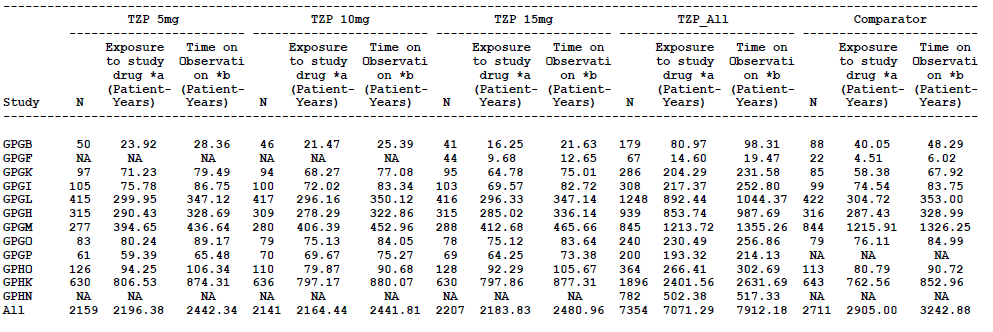 TZP 5mg TZP 10mg TZP 15mg TZP_All Comparator
Exposure Time on Exposure Time on Exposure Time on Exposure Time on Exposure Time on
to study Observati to study Observati to study Observati to study Observati to study Observati
drug *a on *b drug *a on *b drug *a on *b drug *a on *b drug *a on *b
(Patient- (Patient- (Patient- (Patient- (Patient- (Patient- (Patient- (Patient- (Patient- (Patient-
Study N Years) Years) N Years) Years) N Years) Years) N Years) Years) N Years) Years)
GPGB 50 23.92 28.36 46 21.47 25.39 41 16.25 21.63 179 80.97 98.31 88 40.05 48.29
GPGF NA NA NA NA NA NA 44 9.68 12.65 67 14.60 19.47 22 4.51 6.02
GPGK 97 71.23 79.49 94 68.27 77.08 95 64.78 75.01 286 204.29 231.58 85 58.38 67.92
GPGI 105 75.78 86.75 100 72.02 83.34 103 69.57 82.72 308 217.37 252.80 99 74.54 83.75
GPGL 415 299.95 347.12 417 296.16 350.12 416 296.33 347.14 1248 892.44 1044.37 422 304.72 353.00
GPGH 315 290.43 328.69 309 278.29 322.86 315 285.02 336.14 939 853.74 987.69 316 287.43 328.99
GPGM 277 394.65 436.64 280 406.39 452.96 288 412.68 465.66 845 1213.72 1355.26 844 1215.91 1326.25
GPGO 83 80.24 89.17 79 75.13 84.05 78 75.12 83.64 240 230.49 256.86 79 76.11 84.99
GPGP 61 59.39 65.48 70 69.67 75.27 69 64.25 73.38 200 193.32 214.13 NA NA NA
GPHO 126 94.25 106.34 110 79.87 90.68 128 92.29 105.67 364 266.41 302.69 113 80.79 90.72
GPHK 630 806.53 874.31 636 797.17 880.07 630 797.86 877.31 1896 2401.56 2631.69 643 762.56 852.96
GPHN NA NA NA NA NA NA NA NA NA 782 502.38 517.33 NA NA NA
All 2159 2196.38 2442.34 2141 2164.44 2441.81 2207 2183.83 2480.96 7354 7071.29 7912.18 2711 2905.00 3242.88